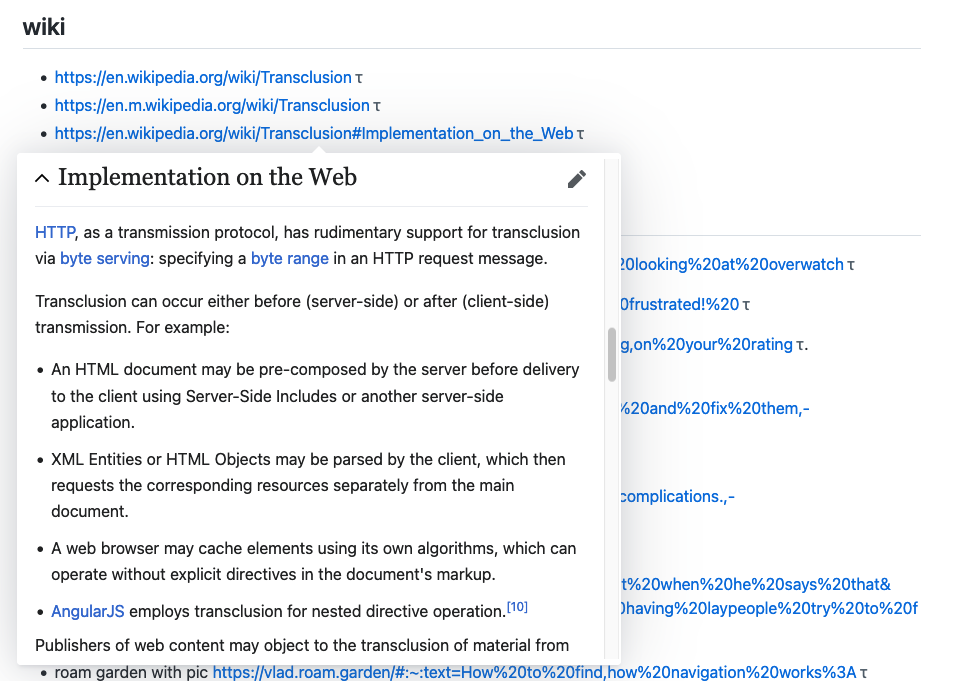 wiki
https://en.wikipedia.org/wiki/Transclusion τ
https://en.m.wikipedia.org/wiki/Transclusion τ
https://en.wikipedia.org/wiki/Transclusion#Implementation_on_the_Web τ
Implementation on the Web
HTTP, as a transmission protocol, has rudimentary support for transclusion
via byte serving: specifying a byte range in an HTTP request message.
Transclusion can occur either before (server-side) or after (client-side)
transmission. For example:
An HTML document may be pre-composed by the server before delivery
to the client using Server-Side Includes or another server-side
application.
XML Entities or HTML Objects may be parsed by the client, which then
requests the corresponding resources separately from the main
document.
A web browser may cache elements using its own algorithms, which can
operate without explicit directives in the document's markup.
AngularJS employs transclusion for nested directive operation.[10]
Publishers of web content may object to the transclusion of material from
20looking%20at%20overwatch τ
0frustrated!%20 τ
g,on%20your%20rating τ.
%20and%20fix%20them,-
complications.,-
t%20when%20he%20says%20that&
0having%20laypeople%20try%20to%20f
roam garden with pic https://vlad.roam.garden/#:~:text=How%20to%20find,how%20navigation%20works%3A τ